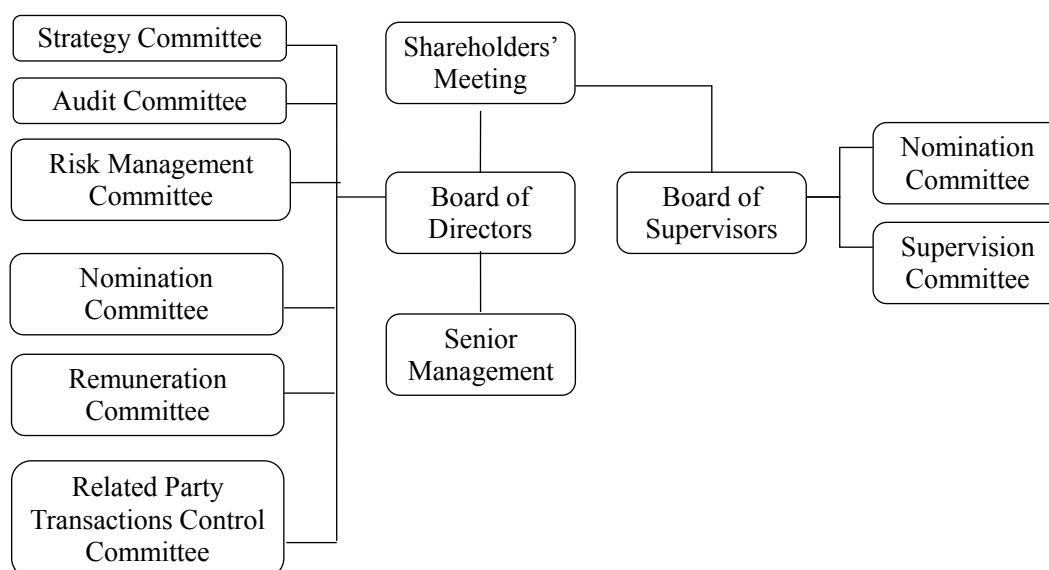 Strategy Committee
Audit Committee
Risk Management
Committee
Nomination
Committee
Remuneration
Committee
Related Party
Transactions Control
Committee
Shareholders’
Meeting
Board of
Directors
Senior
Management
Board of
Supervisors
Nomination
Committee
Supervision
Committee